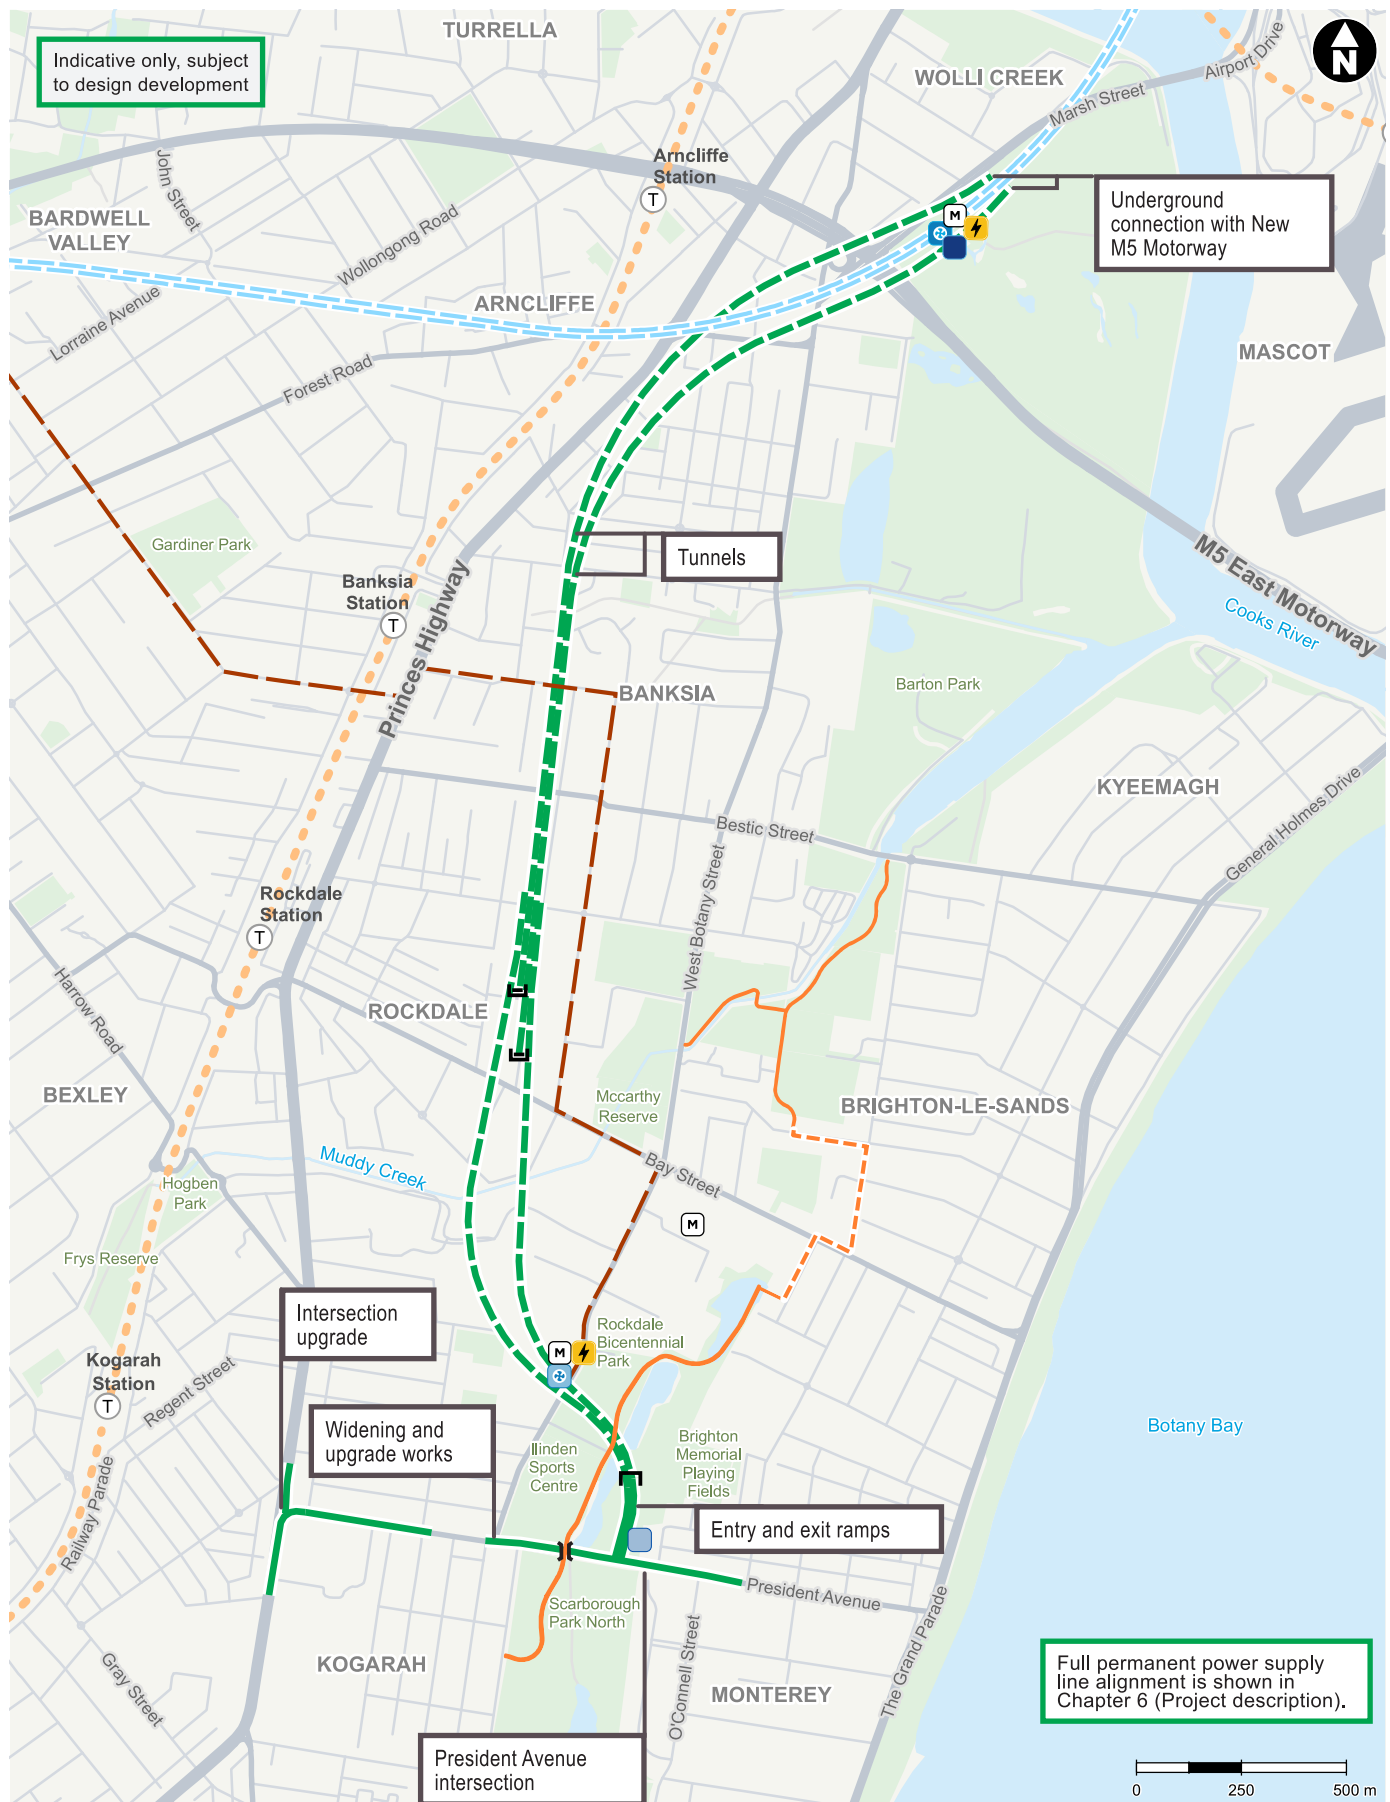 TURRELLA
Indicative only, subject
to design development
WOLLI CREEK
Airport Drive
N
Marsh Street
John Street
Arncliffe
Station
T
BARDWELL
VALLEY
Wollongong Road
Underground
connection with New
M5 Motorway
M
ARNCLIFFE
Lorraine Avenue
Forest Road
MASCOT
Gardiner Park
Tunnels
M5 East Motorway
Banksia
Station
T
Princes Highway
Cooks River
BANKSIA
Barton Park
KYEEMAGH
General Holmes Drive
Bestic Street
West Botany Street
Rockdale
Station
T
Harrow Road
ROCKDALE
BEXLEY
Mccarthy
Reserve
BRIGHTON-LE-SANDS
Muddy Creek
Bay Street
Hogben
Park
M
Frys Reserve
Intersection
upgrade
Rockdale
Bicentennial
Park
M
Kogarah
Station
T
Regent Street
Widening and
upgrade works
Ilinden
Sports
Centre
Brighton
Memorial
Playing
Fields
Botany Bay
Railway Parade
Entry and exit ramps
President Avenue
Scarborough
Park North
O'Connell Street
The Grand Parade
KOGARAH
Gray Street
MONTEREY
Full permanent power supply
line alignment is shown in
Chapter 6 (Project description).
President Avenue
intersection
0 250 500 m